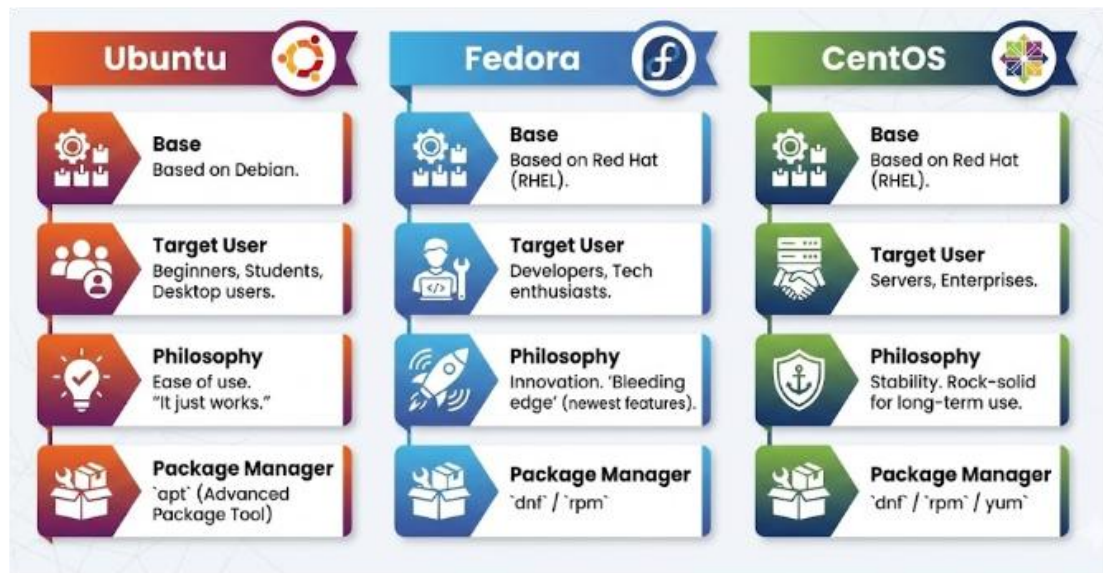 Ubuntu
Base
Based on Debian.
Target User
Beginners, Students,
Desktop users.
Philosophy
Ease of use.
“It just works.”
Package Manager
`apt` (Advanced
Package Tool)
Fedora
Base
Based on Red Hat
(RHEL).
Target User
Developers, Tech
enthusiasts.
</>
Philosophy
Innovation. ‘Bleeding
edge’ (newest features).
Package Manager
`dnf` / `rpm`
CentOS
Base
Based on Red Hat
(RHEL).
Target User
Servers, Enterprises.
Philosophy
Stability. Rock-solid
for long-term use.
Package Manager
`dnf` / `rpm` / yum`